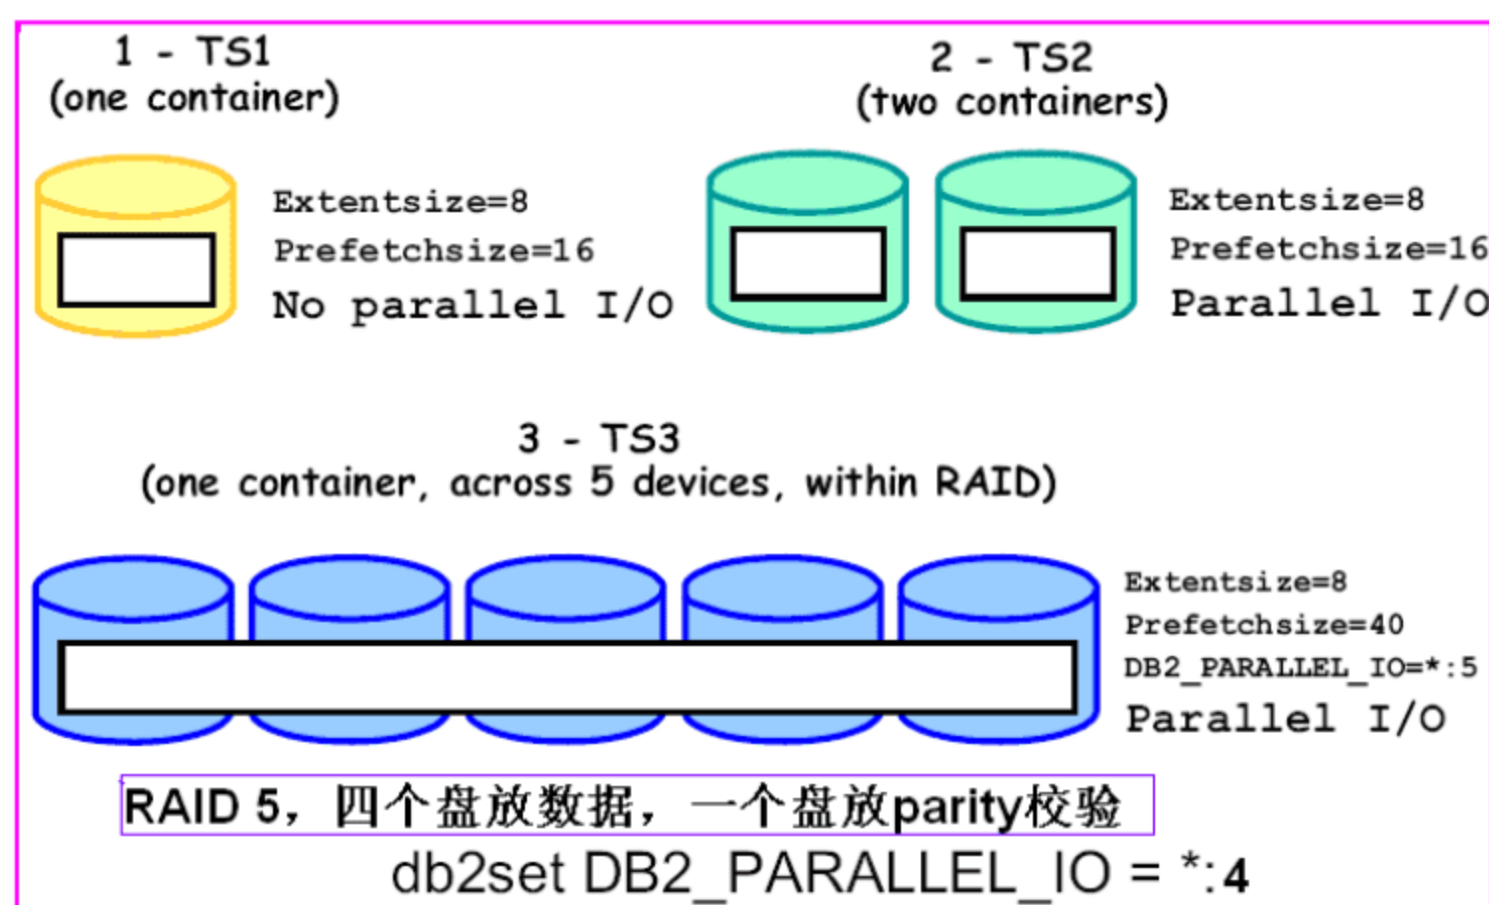 1 - TS1
(one container)
Extentsize=8
Prefetchsize=16
No parallel I/O
2 - TS2
(two containers)
Extentsize=8
Prefetchsize=16
Parallel I/O
3 - TS3
(one container, across 5 devices, within RAID)
Extentsize=8
Prefetchsize=40
DB2_PARALLEL_IO=*:5
Parallel I/O
RAID 5，四个盘放数据，一个盘放parity校验
db2set DB2_PARALLEL_IO = *:4